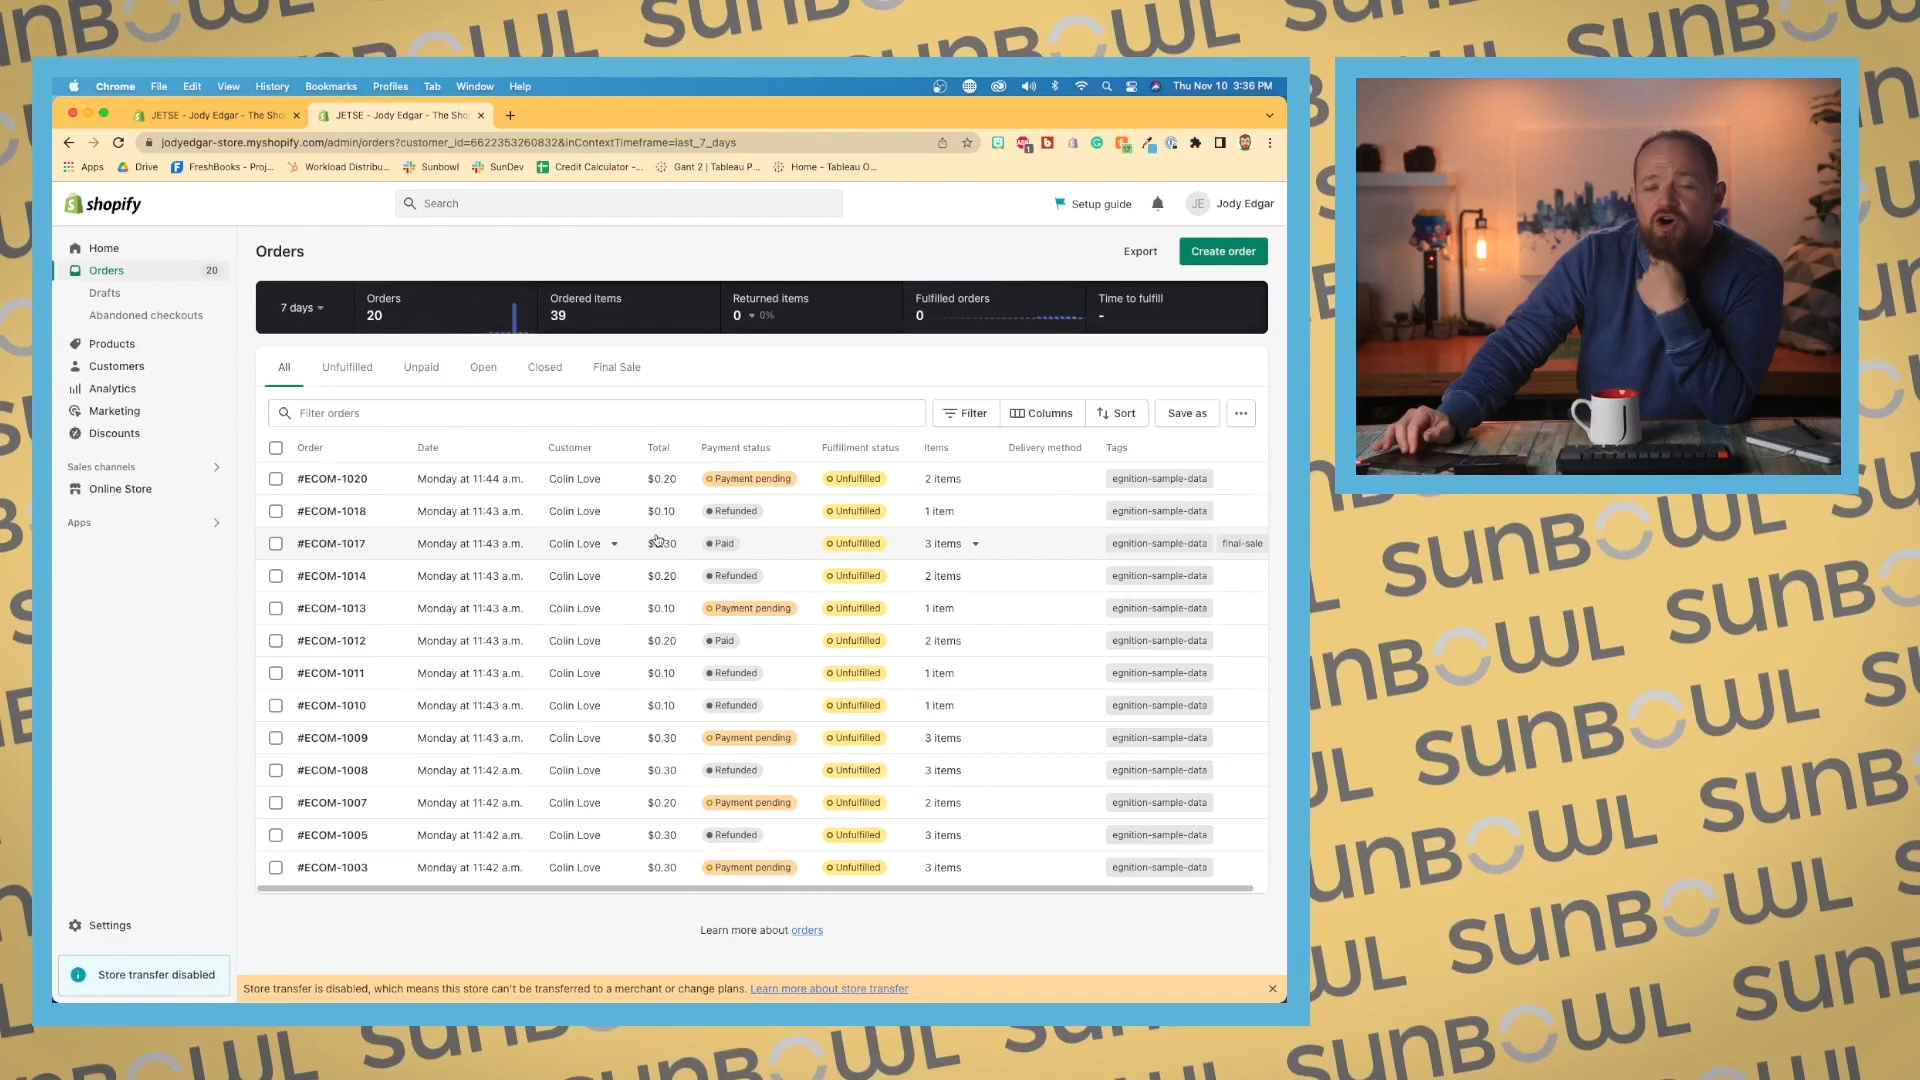 Chrome File Edit View History Bookmarks Profiles Tab Window Help Thu Nov 10 3:36 PM
JETSE - Jody Edgar - The Sho JETSE - Jody Edgar - The Shop
jodyedgar-store.myshopify.com/admin/orders?customer_id=6622353260832&inContextTimeframe=last_7_days
Apps Drive FreshBooks - Proj... Workload Distribu... Sunbowl SunDev Credit Calculator -... Gant 2 | Tableau P... Home - Tableau O...
shopify Search Setup guide JE Jody Edgar
Home
Orders 20
Drafts
Abandoned checkouts
Products
Customers
Analytics
Marketing
Discounts
Sales channels
Online Store
Apps
Settings
Store transfer disabled
Orders Export Create order
7 days Orders Ordered items Returned items Fulfilled orders Time to fulfill
20 39 0 0% 0 -
All Unfulfilled Unpaid Open Closed Final Sale
Filter orders Filter Columns Sort Save as
Order Date Customer Total Payment status Fulfillment status Items Delivery method Tags
#ECOM-1020 Monday at 11:44 a.m. Colin Love $0.20 Payment pending Unfulfilled 2 items egnition-sample-data
#ECOM-1018 Monday at 11:43 a.m. Colin Love $0.10 Refunded Unfulfilled 1 item egnition-sample-data
#ECOM-1017 Monday at 11:43 a.m. Colin Love $0.30 Paid Unfulfilled 3 items egnition-sample-data final-sale
#ECOM-1014 Monday at 11:43 a.m. Colin Love $0.20 Refunded Unfulfilled 2 items egnition-sample-data
#ECOM-1013 Monday at 11:43 a.m. Colin Love $0.10 Payment pending Unfulfilled 1 item egnition-sample-data
#ECOM-1012 Monday at 11:43 a.m. Colin Love $0.20 Paid Unfulfilled 2 items egnition-sample-data
#ECOM-1011 Monday at 11:43 a.m. Colin Love $0.10 Refunded Unfulfilled 1 item egnition-sample-data
#ECOM-1010 Monday at 11:43 a.m. Colin Love $0.10 Refunded Unfulfilled 1 item egnition-sample-data
#ECOM-1009 Monday at 11:43 a.m. Colin Love $0.30 Payment pending Unfulfilled 3 items egnition-sample-data
#ECOM-1008 Monday at 11:42 a.m. Colin Love $0.30 Refunded Unfulfilled 3 items egnition-sample-data
#ECOM-1007 Monday at 11:42 a.m. Colin Love $0.20 Payment pending Unfulfilled 2 items egnition-sample-data
#ECOM-1005 Monday at 11:42 a.m. Colin Love $0.30 Refunded Unfulfilled 3 items egnition-sample-data
#ECOM-1003 Monday at 11:42 a.m. Colin Love $0.30 Payment pending Unfulfilled 3 items egnition-sample-data
Learn more about orders
Store transfer is disabled, which means this store can't be transferred to a merchant or change plans. Learn more about store transfer
SUNBOWL
SUNBOWL
SUNBOWL
SUNBOWL
SUNBOWL